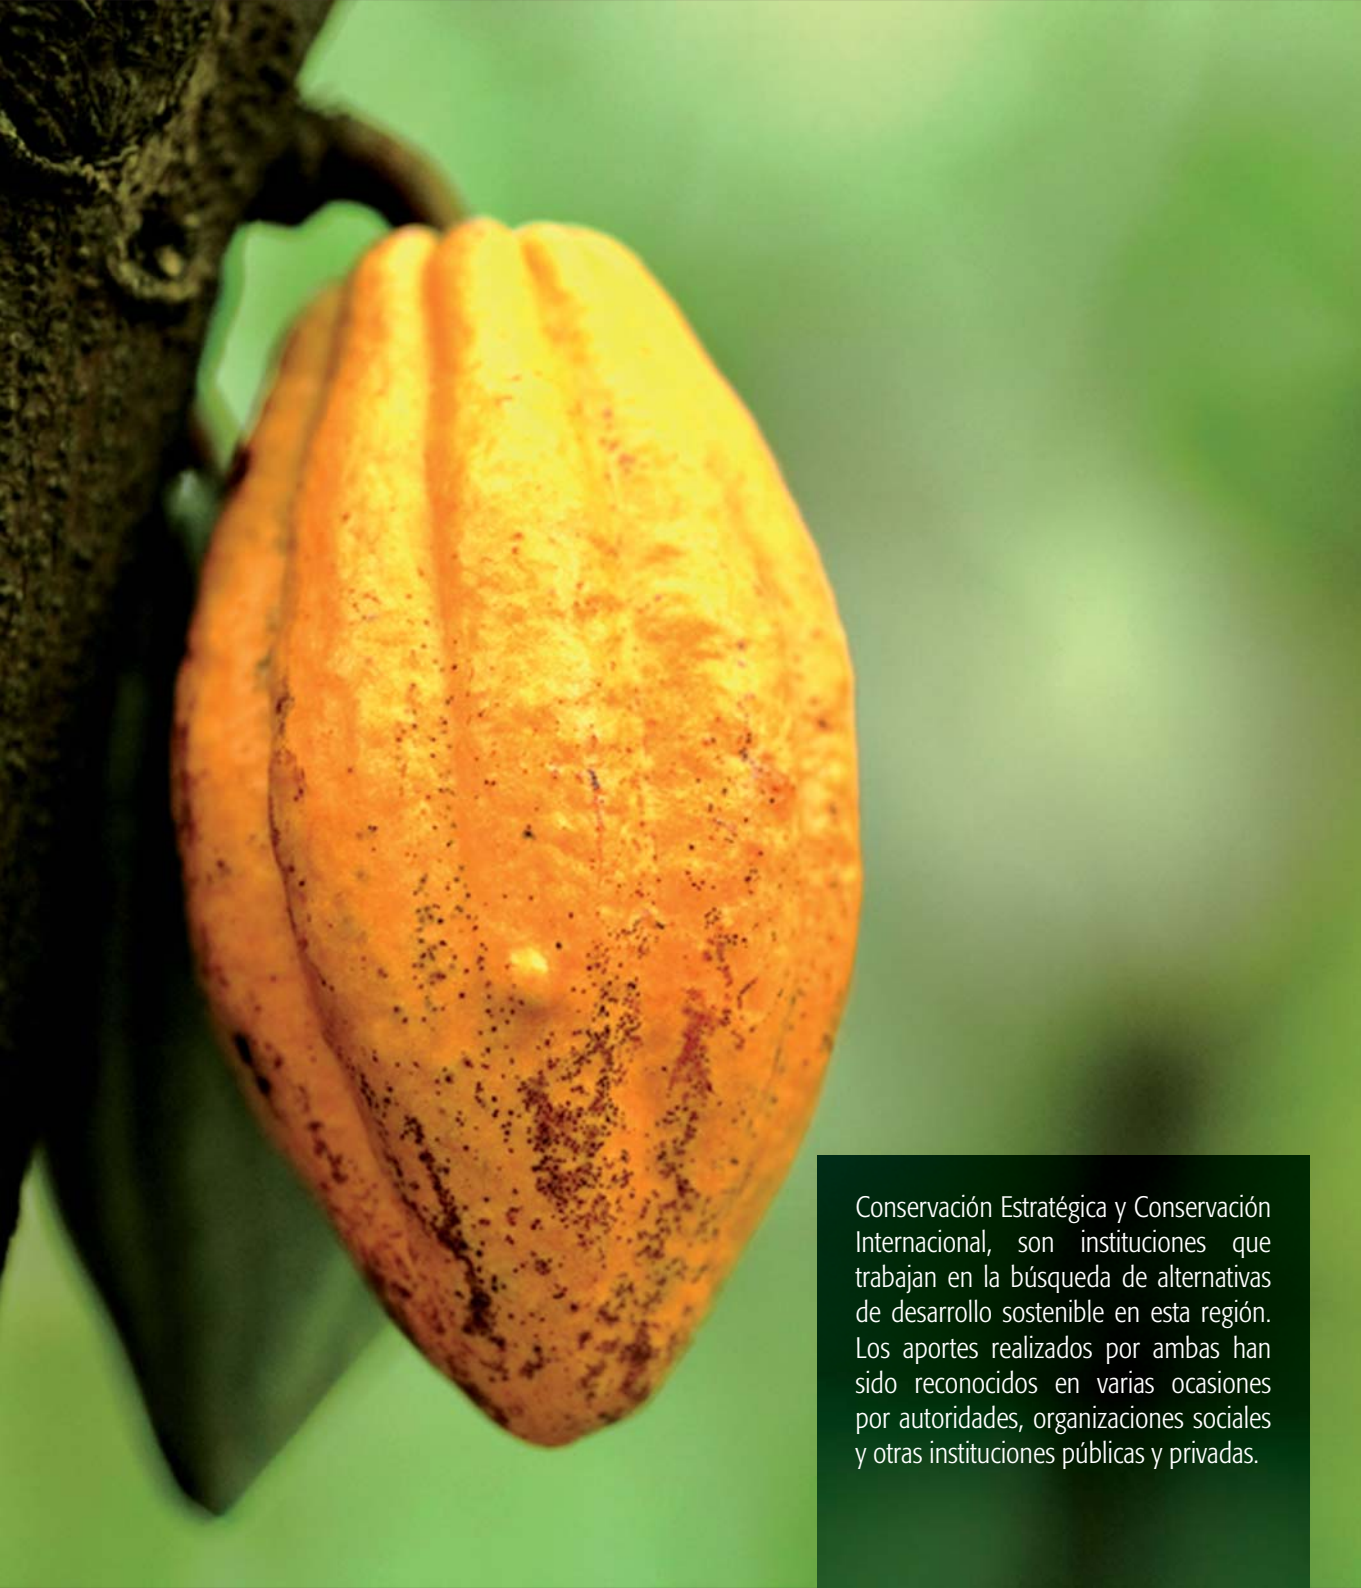 Conservación Estratégica y Conservación
Internacional, son instituciones que
trabajan en la búsqueda de alternativas
de desarrollo sostenible en esta región.
Los aportes realizados por ambas han
sido reconocidos en varias ocasiones
por autoridades, organizaciones sociales
y otras instituciones públicas y privadas.